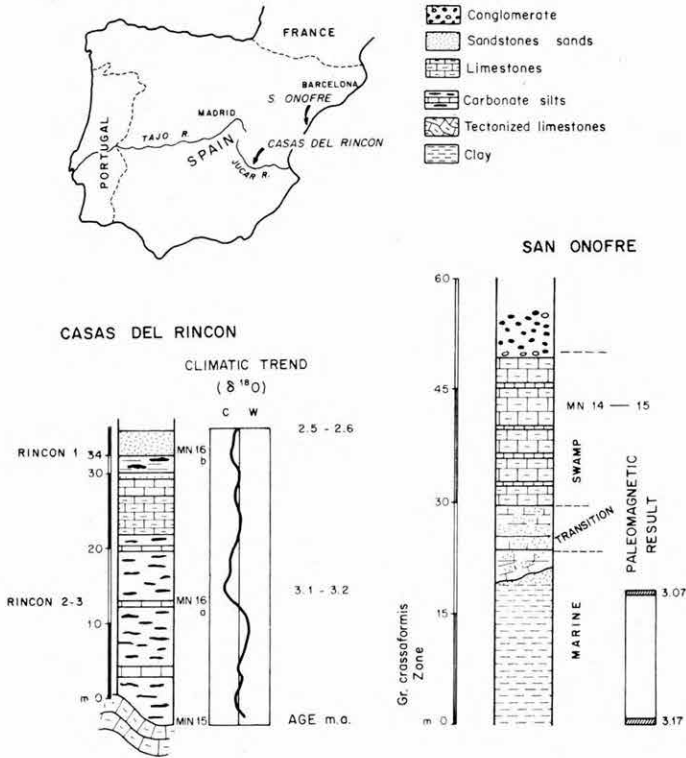 FRANCE
BARCELONA
S. ONOFRE
MADRID
TAJO R.
SPAIN
CASAS DEL RINCON
JUCAR R.
PORTUGAL
Conglomerate
Sandstones sands
Limestones
Carbonate silts
Tectonized limestones
Clay
CASAS DEL RINCON
CLIMATIC TREND
(δ 18O)
C W
2.5 - 2.6
RINCON 1 34 MN 16 b
30
20
3.1 - 3.2
RINCON 2-3 MN 16 a
10
m 0
MN 15
AGE m.a.
SAN ONOFRE
60
45
MN 14 — 15
SWAMP
30
TRANSITION
PALEOMAGNETIC
RESULT
3.07
15
MARINE
Gr. crassaformis
Zone
m 0
3.17